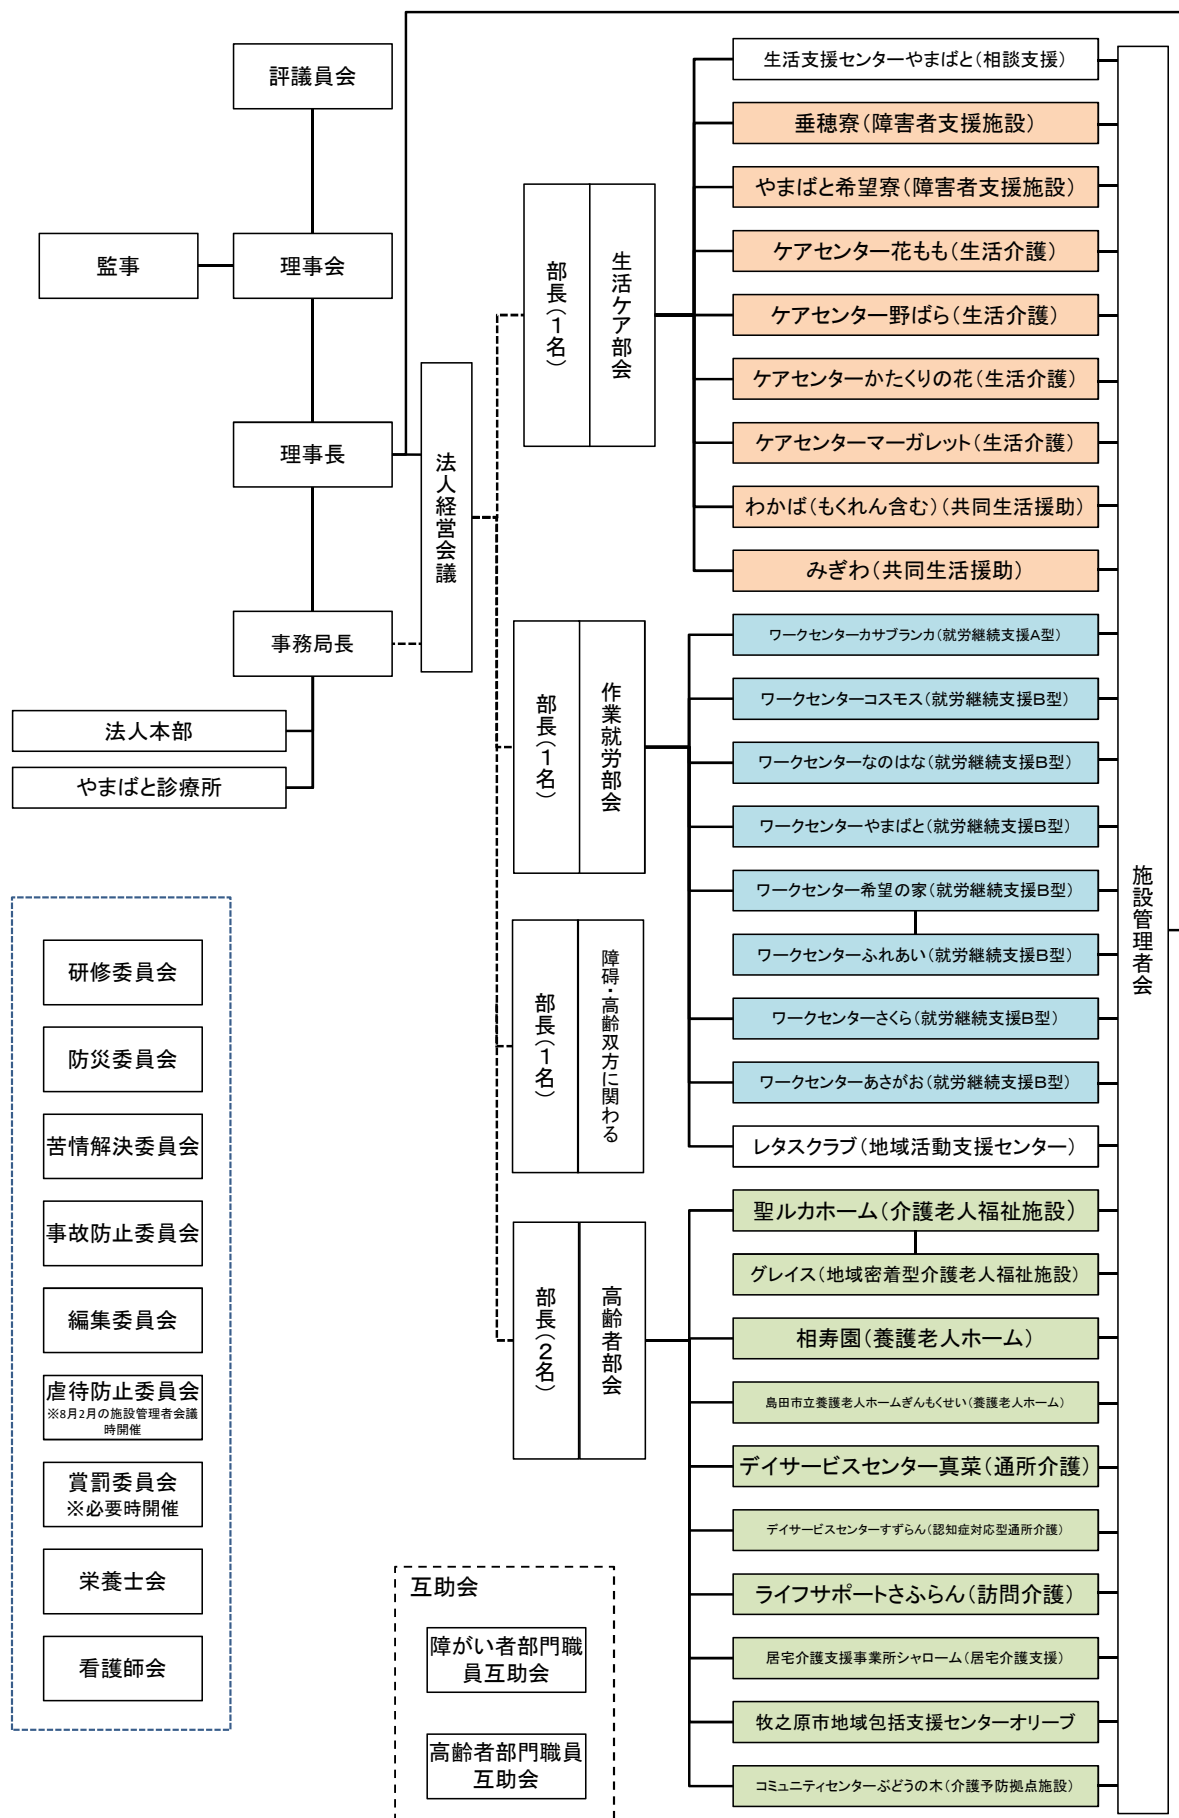 評議員会
監事
理事会
理事長
事務局長
法人本部
やまばと診療所
法人経営会議
部長(1名)
生活ケア部会
部長(1名)
作業就労部会
部長(1名)
障碍・高齢双方に関わる
部長(2名)
高齢者部会
生活支援センターやまばと(相談支援)
垂穂寮(障害者支援施設)
やまばと希望寮(障害者支援施設)
ケアセンター花もも(生活介護)
ケアセンター野ばら(生活介護)
ケアセンターかたくりの花(生活介護)
ケアセンターマーガレット(生活介護)
わかば(もくれん含む)(共同生活援助)
みぎわ(共同生活援助)
ワークセンターカサブランカ(就労継続支援A型)
ワークセンターコスモス(就労継続支援B型)
ワークセンターなのはな(就労継続支援B型)
ワークセンターやまばと(就労継続支援B型)
ワークセンター希望の家(就労継続支援B型)
ワークセンターふれあい(就労継続支援B型)
ワークセンターさくら(就労継続支援B型)
ワークセンターあさがお(就労継続支援B型)
レタスクラブ(地域活動支援センター)
聖ルカホーム(介護老人福祉施設)
グレイス(地域密着型介護老人福祉施設)
相寿園(養護老人ホーム)
島田市立養護老人ホームぎんもくせい(養護老人ホーム)
デイサービスセンター真菜(通所介護)
デイサービスセンターすずらん(認知症対応型通所介護)
ライフサポートさふらん(訪問介護)
居宅介護支援事業所シャローム(居宅介護支援)
牧之原市地域包括支援センターオリーブ
コミュニティセンターぶどうの木(介護予防拠点施設)
施設管理者会
研修委員会
防災委員会
苦情解決委員会
事故防止委員会
編集委員会
虐待防止委員会
※8月2月の施設管理者会議
時開催
賞罰委員会
※必要時開催
栄養士会
看護師会
互助会
障がい者部門職
員互助会
高齢者部門職員
互助会